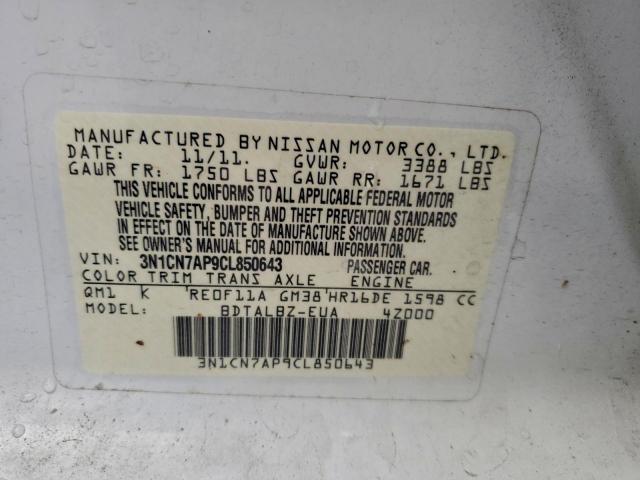 MANUFACTURED BY NISSAN MOTOR CO., LTD.
DATE: 11/11. GVWR: 3388 LBS
GAWR FR: 1750 LBS GAWR RR: 1671 LBS
THIS VEHICLE CONFORMS TO ALL APPLICABLE FEDERAL MOTOR
VEHICLE SAFETY, BUMPER AND THEFT PREVENTION STANDARDS
IN EFFECT ON THE DATE OF MANUFACTURE SHOWN ABOVE.
SEE OWNER'S MANUAL FOR ADDITIONAL INFORMATION.
VIN: 3N1CN7AP9CL850643 PASSENGER CAR.
COLOR TRIM TRANS AXLE ENGINE
QM1 K 'RE0F11A GM38'HR16DE 1598 CC
MODEL: BDTALBZ-EUA 4Z000
3N1CN7AP9CL850643